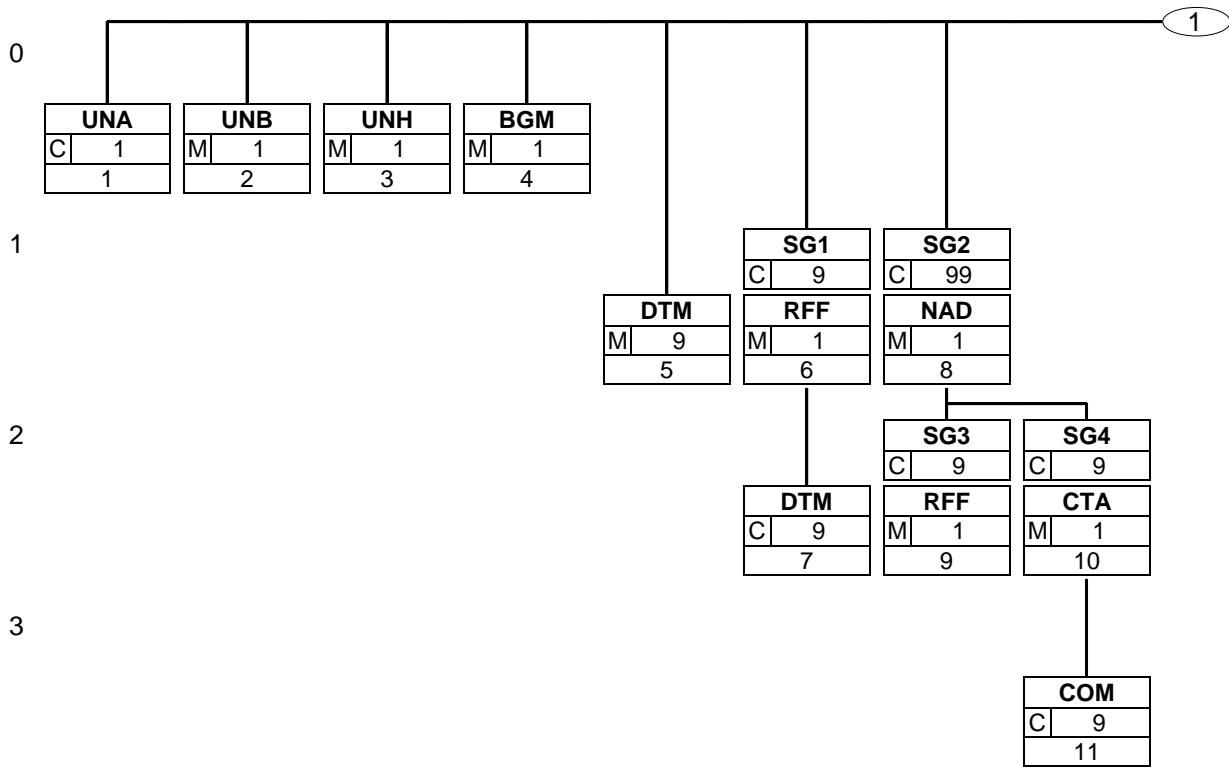 1
0
UNA UNB UNH BGM
C 1 M 1 M 1 M 1
1 2 3 4
1
SG1 SG2
C 9 C 99
DTM RFF NAD
M 9 M 1 M 1
5 6 8
2
SG3 SG4
C 9 C 9
DTM RFF CTA
C 9 M 1 M 1
7 9 10
3
COM
C 9
11